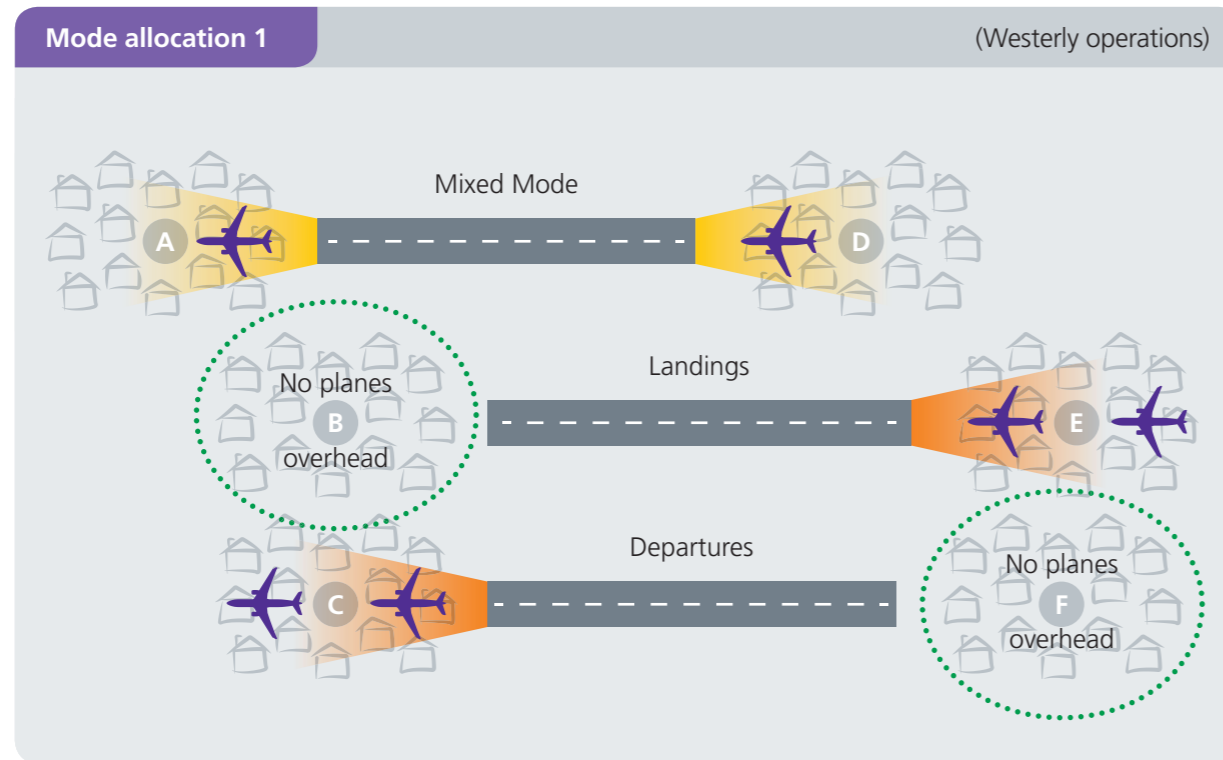 Mode allocation 1
(Westerly operations)
Mixed Mode
A
D
Landings
No planes
B
overhead
E
Departures
C
No planes
F
overhead